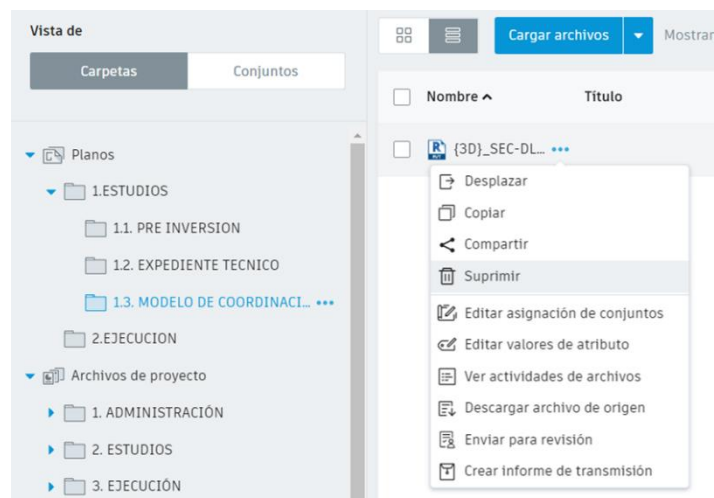 Vista de
Carpetas
Conjuntos
Planos
1.ESTUDIOS
1.1. PRE INVERSION
1.2. EXPEDIENTE TECNICO
1.3. MODELO DE COORDINACI... •••
2.EJECUCION
Archivos de proyecto
1. ADMINISTRACIÓN
2. ESTUDIOS
3. EJECUCIÓN
Cargar archivos
Mostrar
Nombre
Título
{3D}_SEC-DL... •••
Desplazar
Copiar
Compartir
Suprimir
Editar asignación de conjuntos
Editar valores de atributo
Ver actividades de archivos
Descargar archivo de origen
Enviar para revisión
Crear informe de transmisión